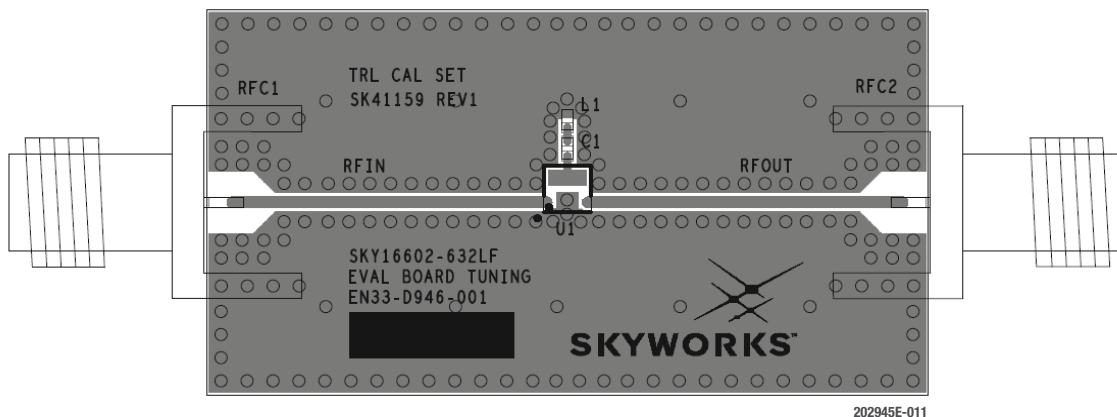 TRL CAL SET
SK41159 REV1
RFC1
RFC2
L1
C1
RFIN
RFOUT
U1
SKY16602-632LF
EVAL BOARD TUNING
EN33-D946-001
SKYWORKS™
202945E-011